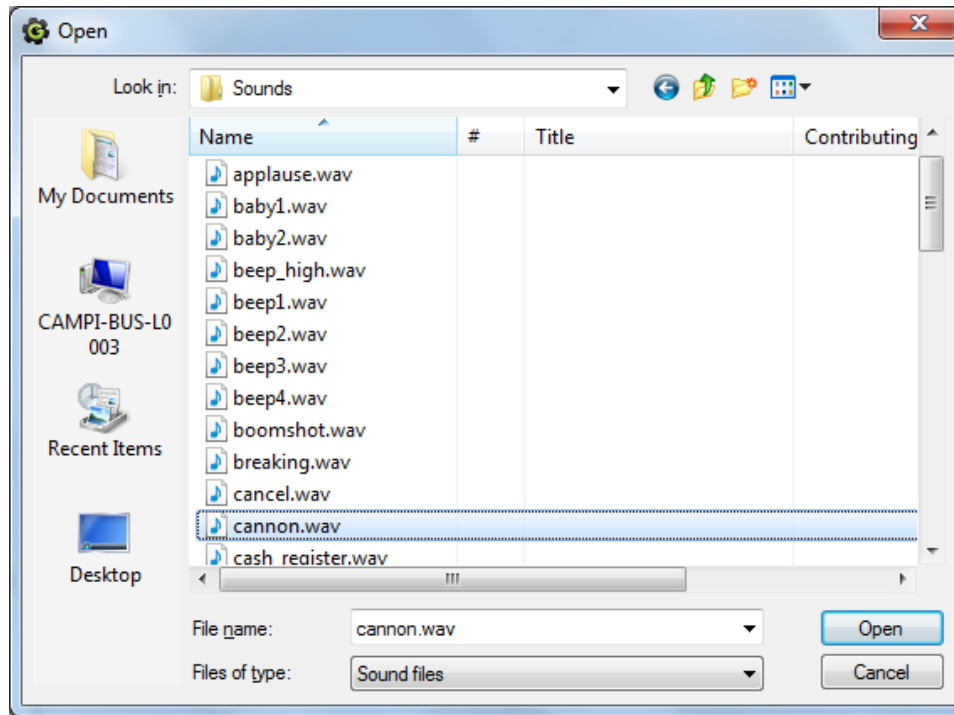 Open
Look in: Sounds
Name # Title Contributing
My Documents
CAMPI-BUS-L0
003
Recent Items
Desktop
applause.wav
baby1.wav
baby2.wav
beep_high.wav
beep1.wav
beep2.wav
beep3.wav
beep4.wav
boomshot.wav
breaking.wav
cancel.wav
cannon.wav
cash_register.wav
File name: cannon.wav Open
Files of type: Sound files Cancel